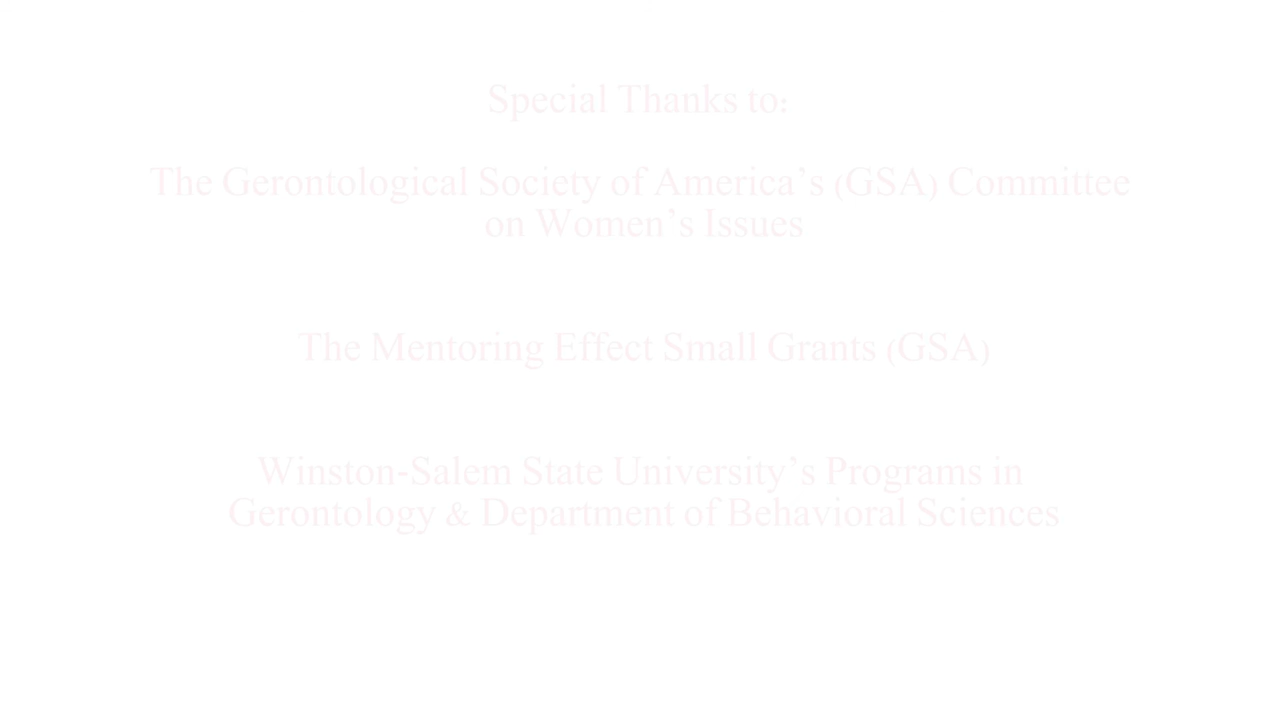 Special Thanks to:
The Gerontological Society of America’s (GSA) Committee
on Women’s Issues
The Mentoring Effect Small Grants (GSA)
Winston-Salem State University’s Programs in
Gerontology & Department of Behavioral Sciences